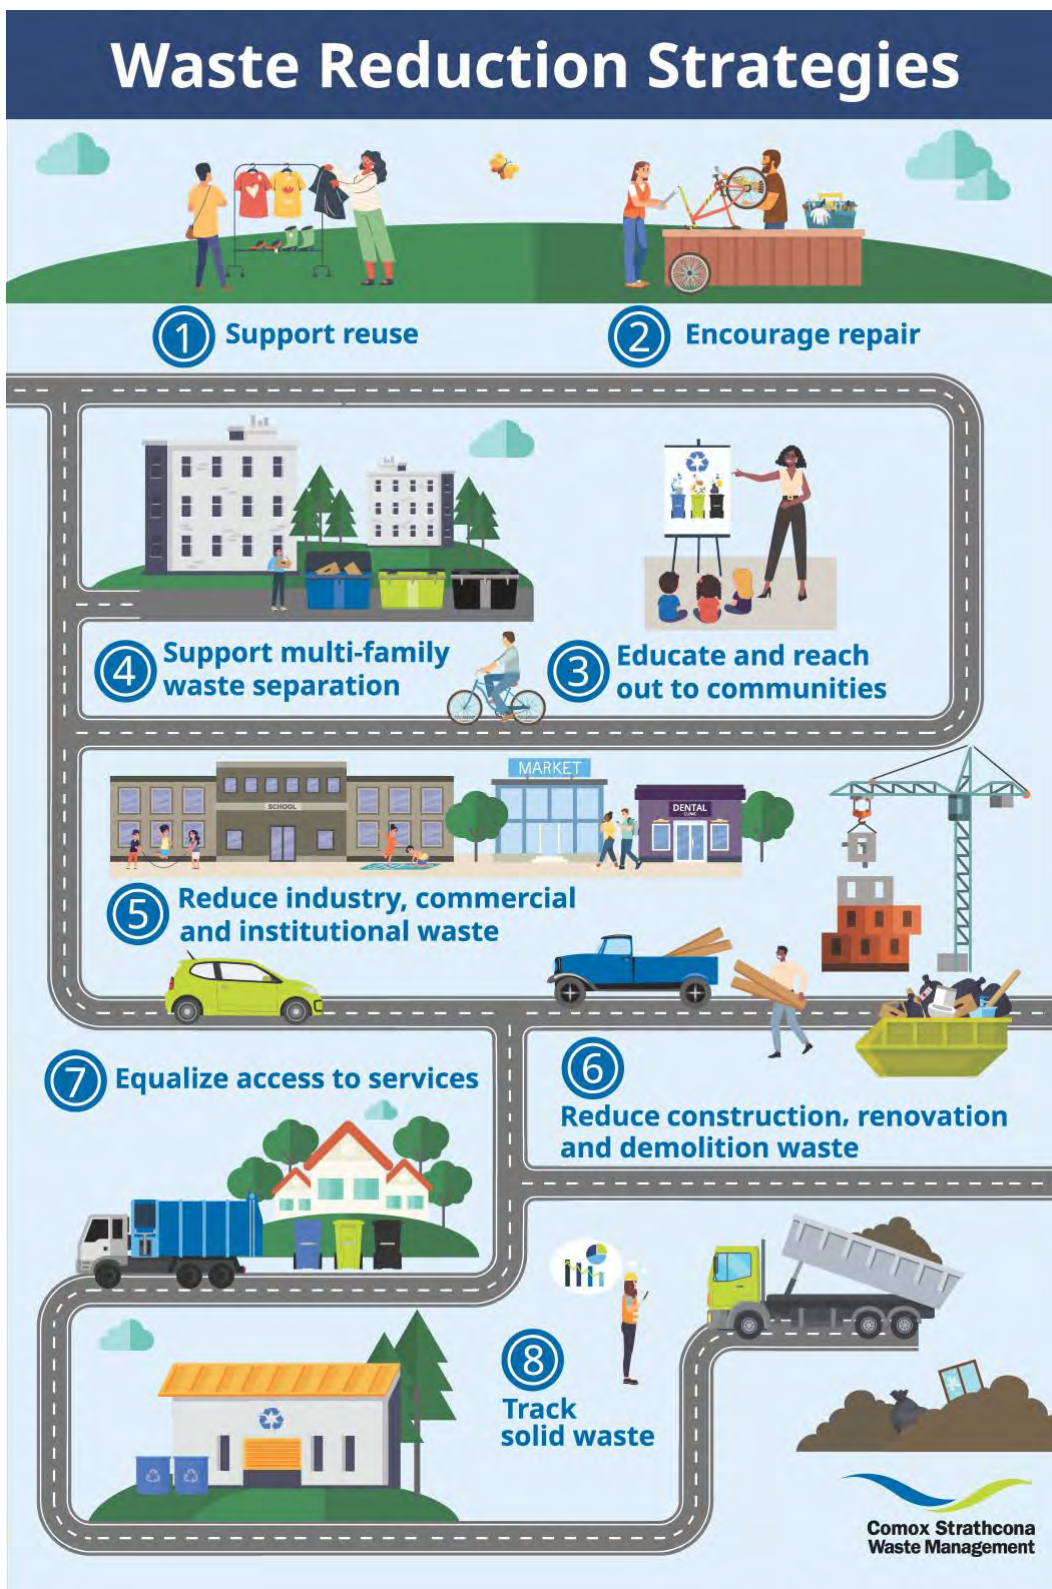 Waste Reduction Strategies
1 Support reuse
2 Encourage repair
4 Support multi-family
waste separation
3 Educate and reach
out to communities
MARKET
SCHOOL
DENTAL
CLINIC
5 Reduce industry, commercial
and institutional waste
7 Equalize access to services
6
Reduce construction, renovation
and demolition waste
8
Track
solid waste
Comox Strathcona
Waste Management